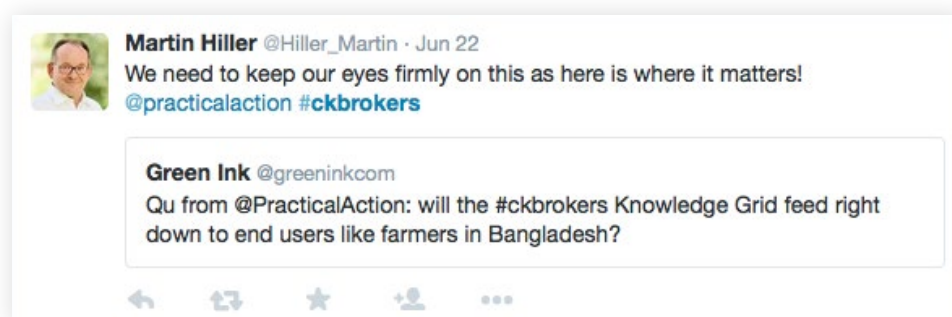 Martin Hiller @Hiller_Martin · Jun 22
We need to keep our eyes firmly on this as here is where it matters!
@practicalaction #ckbrokers
Green Ink @greeninkcom
Qu from @PracticalAction: will the #ckbrokers Knowledge Grid feed right
down to end users like farmers in Bangladesh?